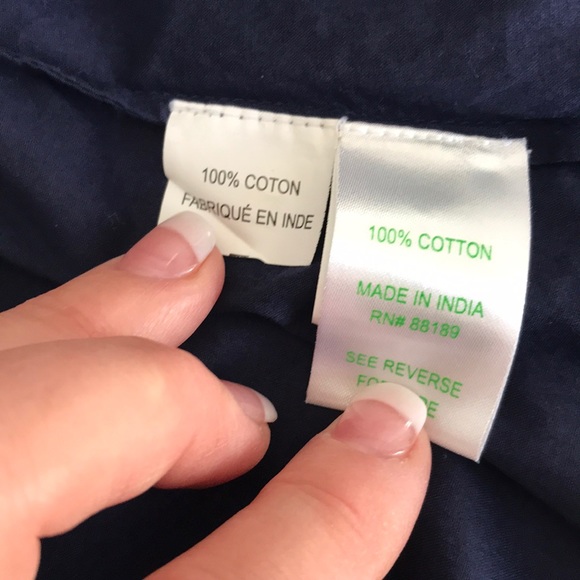 100% COTON
FABRIQUÉ EN INDE
100% COTTON
MADE IN INDIA
RN# 88189
SEE REVERSE